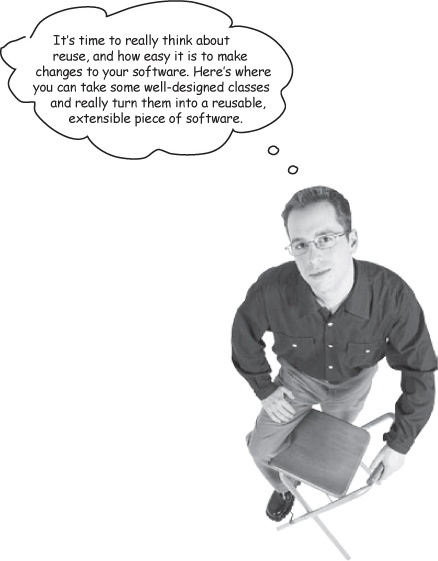 It's time to really think about
reuse, and how easy it is to make
changes to your software. Here's where
you can take some well-designed classes
and really turn them into a reusable,
extensible piece of software.